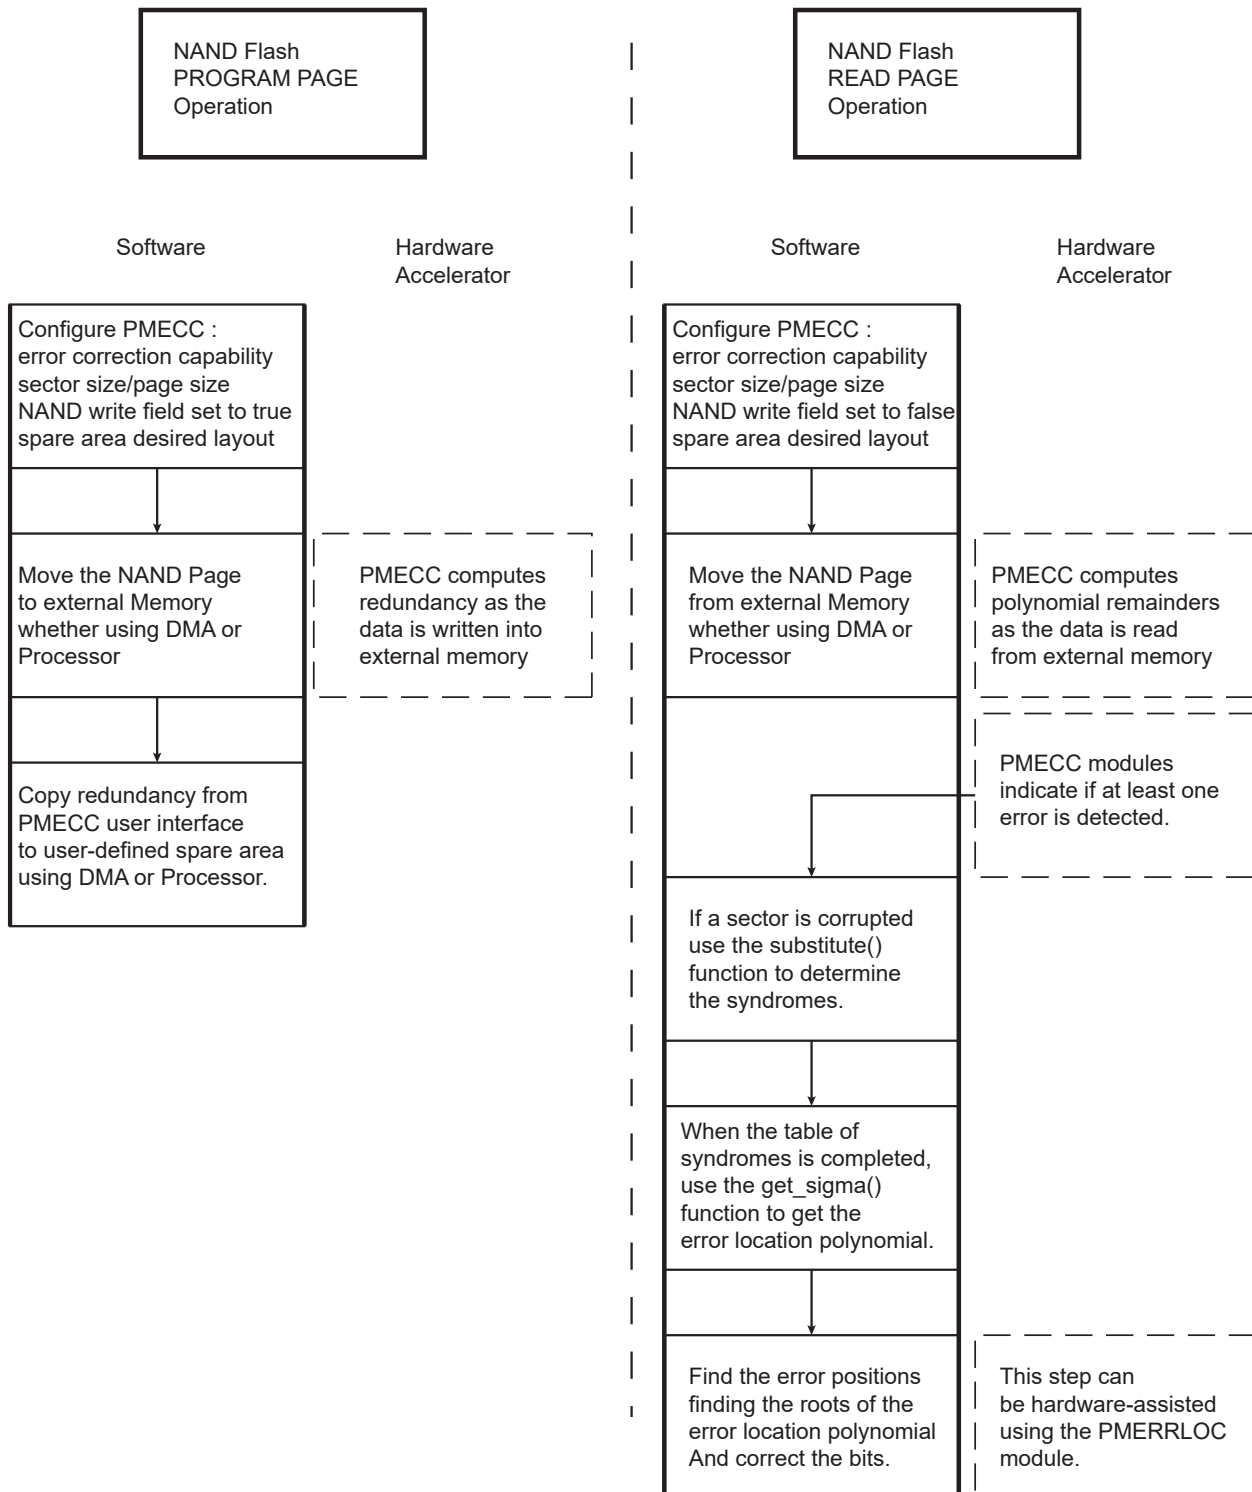 NAND Flash
PROGRAM PAGE
Operation
Software
Hardware
Accelerator
Configure PMECC :
error correction capability
sector size/page size
NAND write field set to true
spare area desired layout
Move the NAND Page
to external Memory
whether using DMA or
Processor
PMECC computes
redundancy as the
data is written into
external memory
Copy redundancy from
PMECC user interface
to user-defined spare area
using DMA or Processor.
NAND Flash
READ PAGE
Operation
Software
Hardware
Accelerator
Configure PMECC :
error correction capability
sector size/page size
NAND write field set to false
spare area desired layout
Move the NAND Page
from external Memory
whether using DMA or
Processor
PMECC computes
polynomial remainders
as the data is read
from external memory
PMECC modules
indicate if at least one
error is detected.
If a sector is corrupted
use the substitute()
function to determine
the syndromes.
When the table of
syndromes is completed,
use the get_sigma()
function to get the
error location polynomial.
Find the error positions
finding the roots of the
error location polynomial
And correct the bits.
This step can
be hardware-assisted
using the PMERRLOC
module.